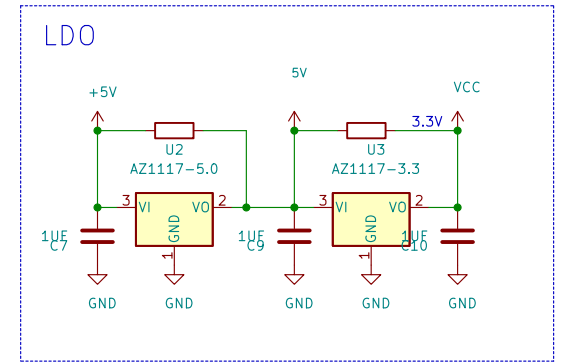 LDO
5V
+5V
VCC
3.3V
U2
U3
AZ1117-5.0
AZ1117-3.3
3
VI
VO
2
3
VI
VO
2
GND
GND
1UF
C7
1UF
C9
1UF
C10
1
1
GND
GND
GND
GND
GND